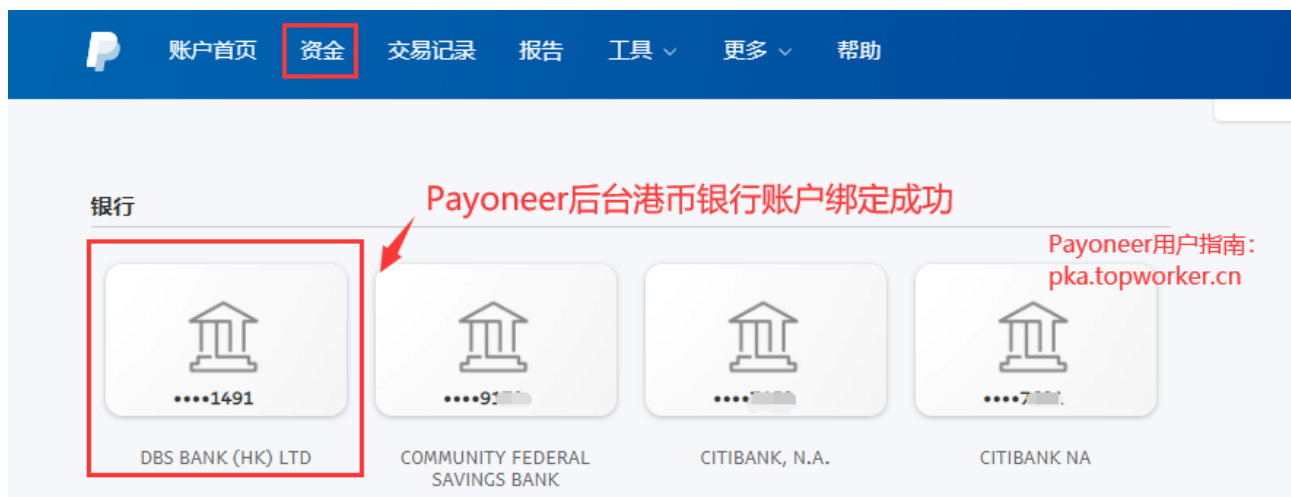 账户首页 资金 交易记录 报告 工具 更多 帮助
Payoneer后台港币银行账户绑定成功
银行
Payoneer用户指南:
pka.topworker.cn
••••1491
••••91
••••
••••7
DBS BANK (HK) LTD
COMMUNITY FEDERAL
SAVINGS BANK
CITIBANK, N.A.
CITIBANK NA